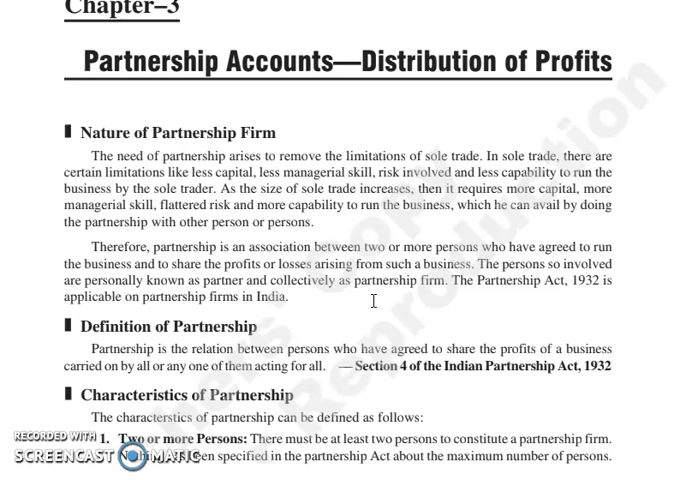 Chapter–3
Partnership Accounts—Distribution of Profits
Nature of Partnership Firm
The need of partnership arises to remove the limitations of sole trade. In sole trade, there are
certain limitations like less capital, less managerial skill, risk involved and less capability to run the
business by the sole trader. As the size of sole trade increases, then it requires more capital, more
managerial skill, flattered risk and more capability to run the business, which he can avail by doing
the partnership with other person or persons.
Therefore, partnership is an association between two or more persons who have agreed to run
the business and to share the profits or losses arising from such a business. The persons so involved
are personally known as partner and collectively as partnership firm. The Partnership Act, 1932 is
applicable on partnership firms in India.
Definition of Partnership
Partnership is the relation between persons who have agreed to share the profits of a business
carried on by all or any one of them acting for all. — Section 4 of the Indian Partnership Act, 1932
Characteristics of Partnership
The characterstics of partnership can be defined as follows:
1. Two or more Persons: There must be at least two persons to constitute a partnership firm.
specified in the partnership Act about the maximum number of persons.
RECORDED WITH
SCREENCAST MATIC
Copy
Reproduction